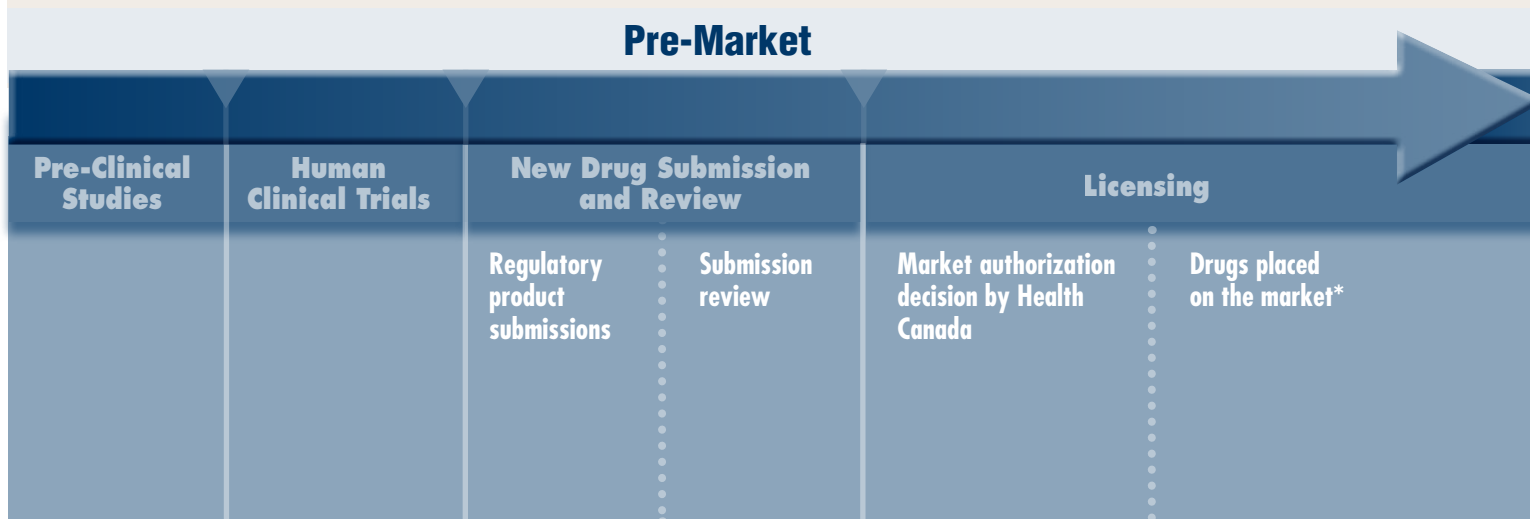 Pre-Market
Pre-Clinical
Studies
Human
Clinical Trials
New Drug Submission
and Review
Licensing
Regulatory
product
submissions
Submission
review
Market authorization
decision by Health
Canada
Drugs placed
on the market*